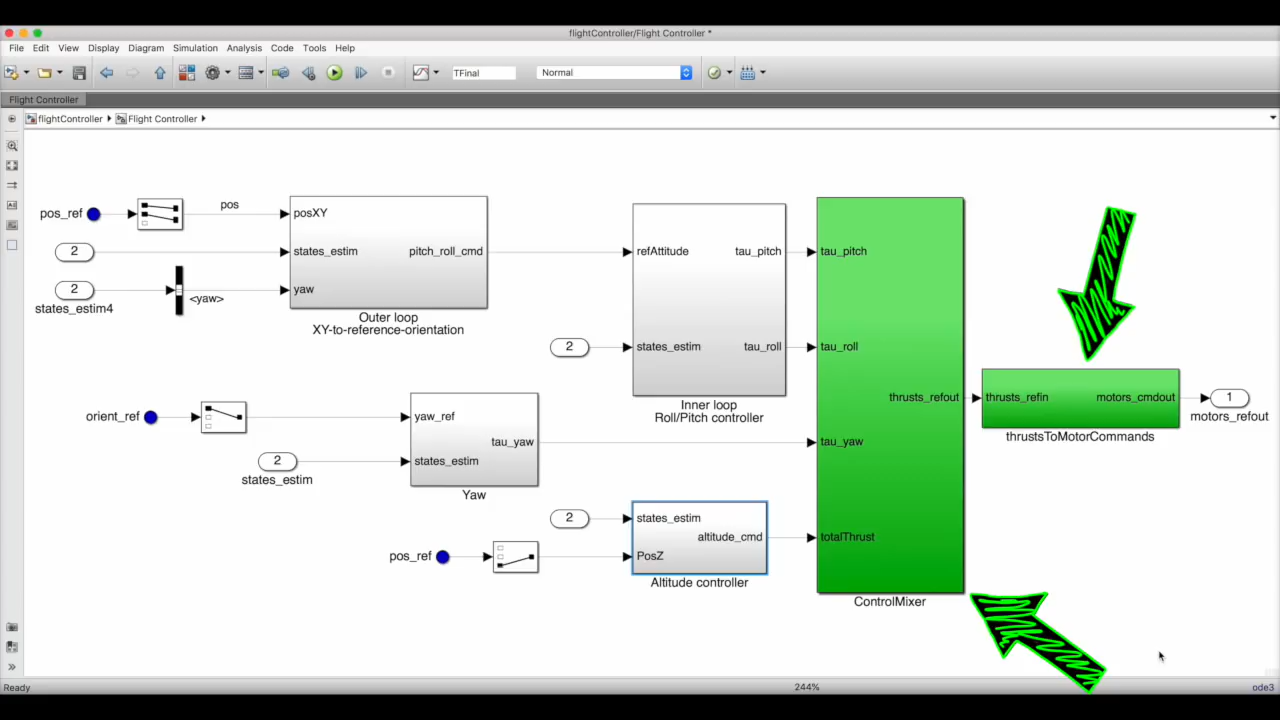 flightController/Flight Controller *
File Edit View Display Diagram Simulation Analysis Code Tools Help
TFinal
Normal
Flight Controller
flightController
Flight Controller
pos_ref
pos
posXY
2
states_estim
pitch_roll_cmd
2
<yaw>
yaw
states_estim4
Outer loop
XY-to-reference-orientation
refAttitude
tau_pitch
2
states_estim
tau_roll
Inner loop
Roll/Pitch controller
tau_pitch
tau_roll
thrusts_refout
tau_yaw
totalThrust
ControlMixer
thrusts_refin
motors_cmdout
thrustsToMotorCommands
1
motors_refout
orient_ref
yaw_ref
tau_yaw
2
states_estim
states_estim
Yaw
2
states_estim
altitude_cmd
pos_ref
PosZ
Altitude controller
Ready
244%
ode3